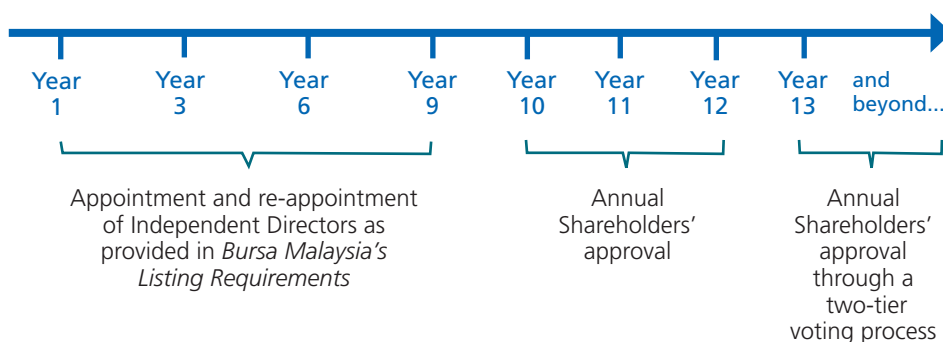 Year 1
Year 3
Year 6
Year 9
Year 10
Year 11
Year 12
Year 13
and beyond...
Appointment and re-appointment
of Independent Directors as
provided in Bursa Malaysia's
Listing Requirements
Annual
Shareholders'
approval
Annual
Shareholders'
approval
through a
two-tier
voting process